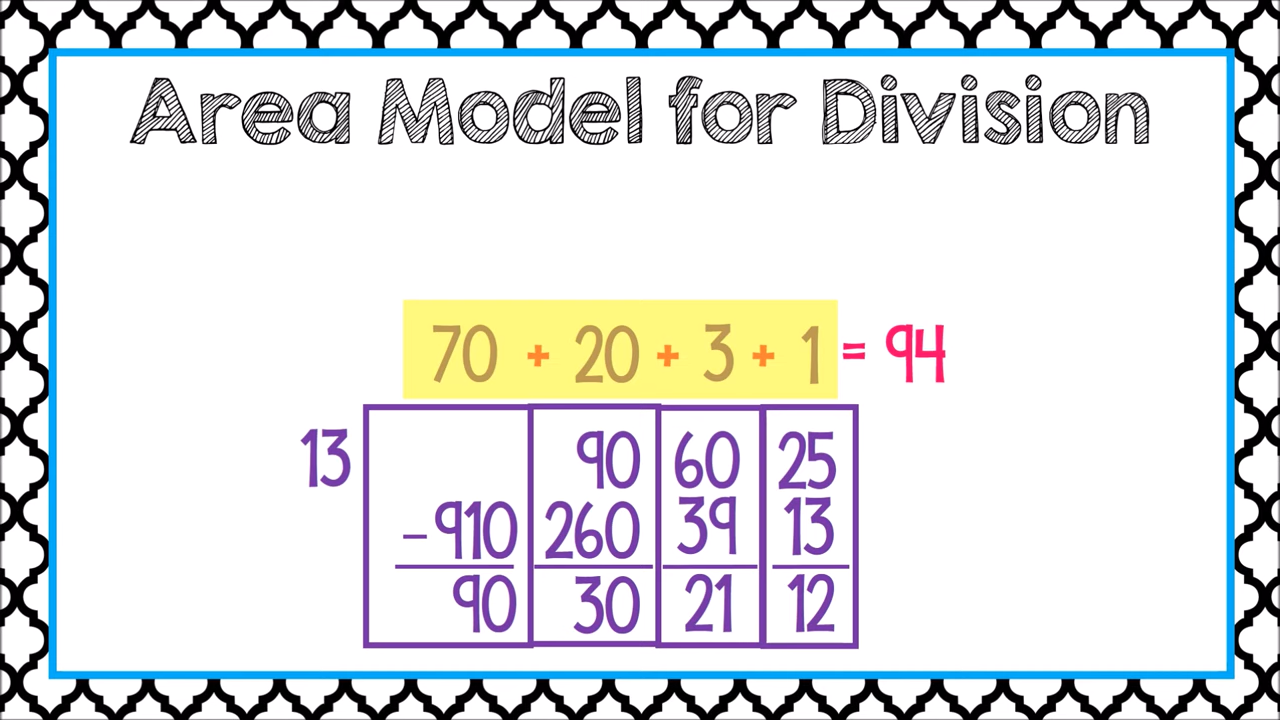 Area Model for Division
70 + 20 + 3 + 1 = 94
13 90 60 25
-910 260 39 13
90 30 21 12